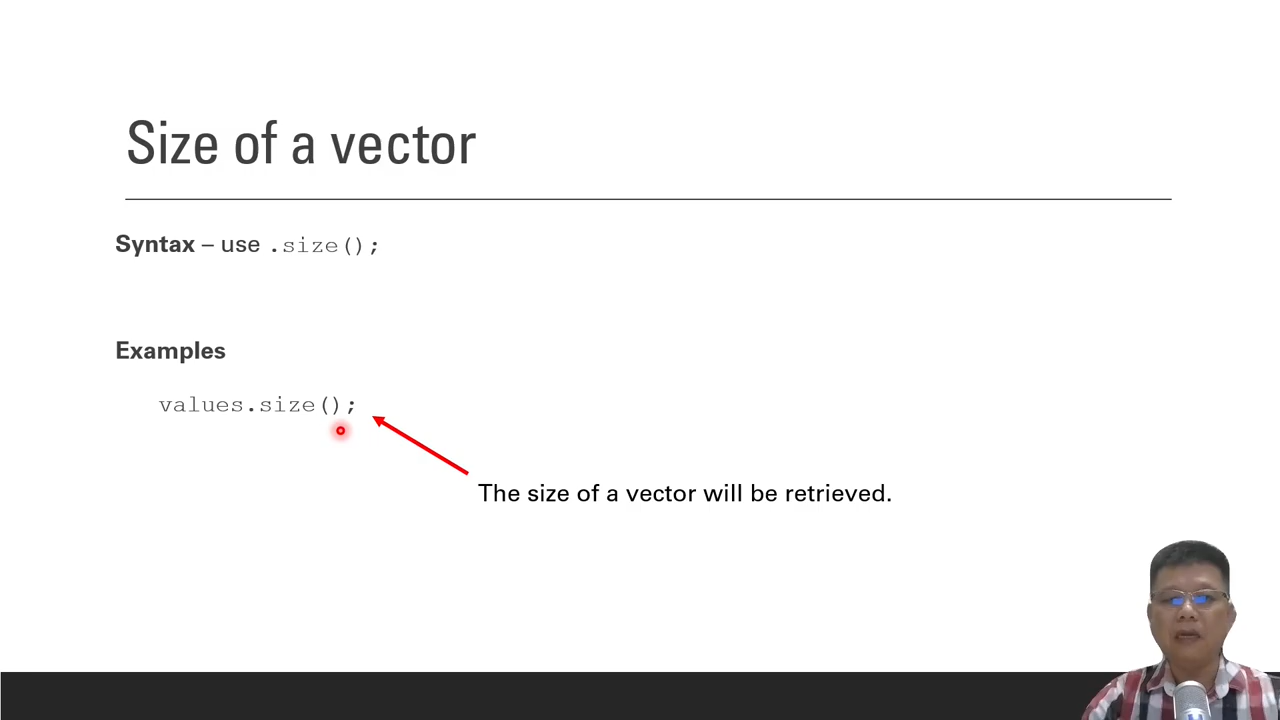 Size of a vector
Syntax – use .size();
Examples
values.size();
The size of a vector will be retrieved.